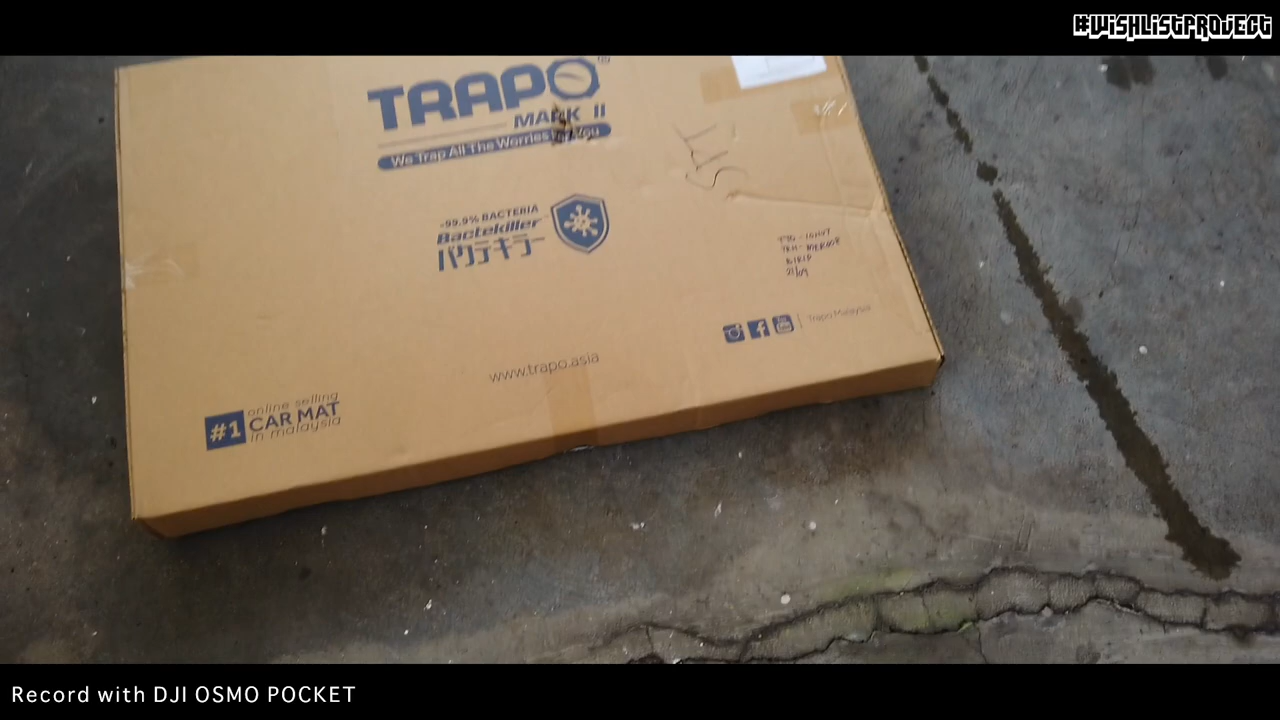 #WISHLISTPROJECT
TRAPO
MARK II
We Trap All The Worries For You
-99.9% BACTERIA
Bactekiller
バクテキラー
21/09
Trapo Malaysia
www.trapo.asia
#1 online selling
CAR MAT
in malaysia
Record with DJI OSMO POCKET